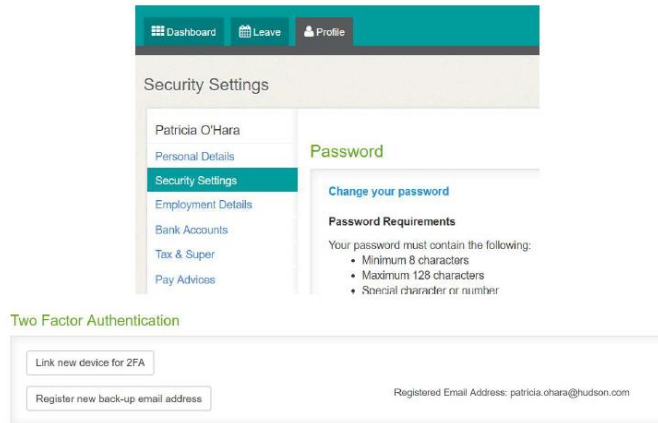 Dashboard Leave Profile
Security Settings
Patricia O'Hara
Personal Details
Security Settings
Employment Details
Bank Accounts
Tax & Super
Pay Advices
Password
Change your password
Password Requirements
Your password must contain the following:
• Minimum 8 characters
• Maximum 128 characters
• Special character or number
Two Factor Authentication
Link new device for 2FA
Register new back-up email address
Registered Email Address: patricia.ohara@hudson.com